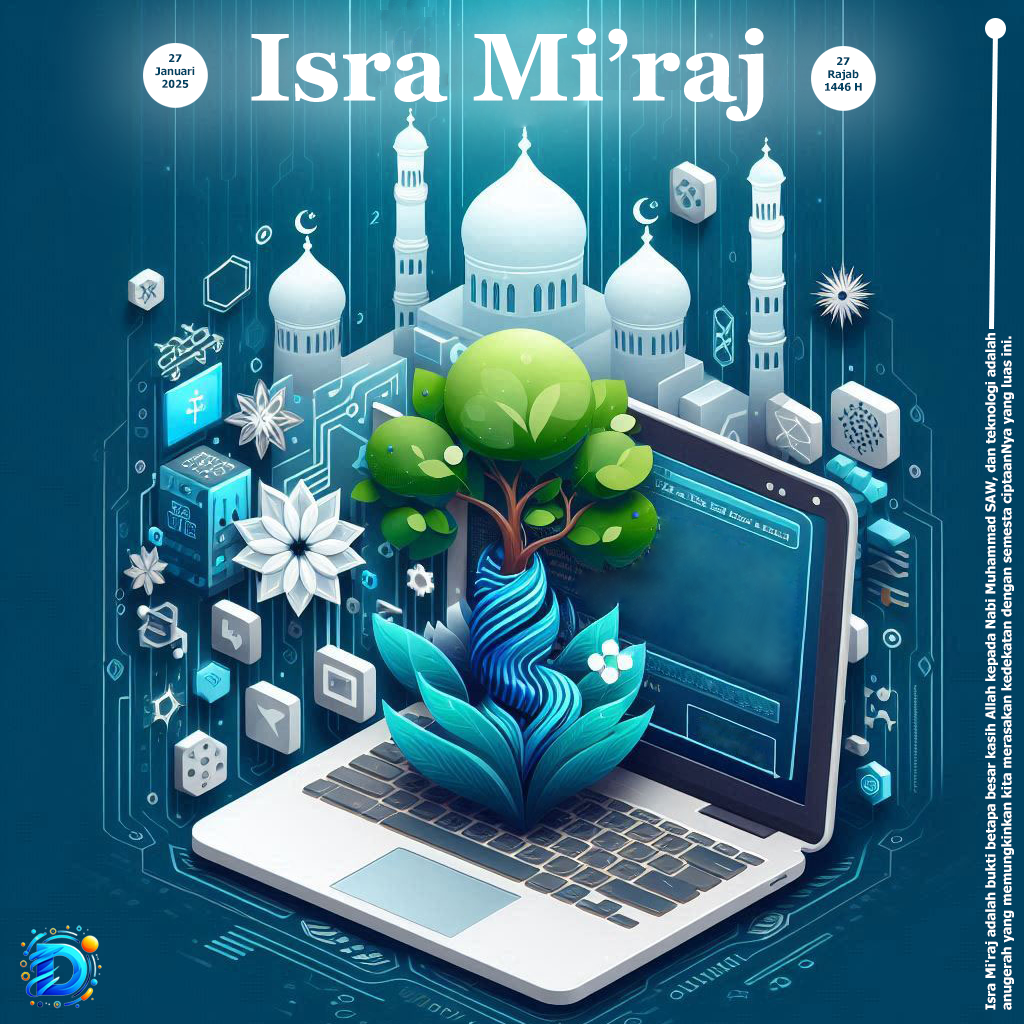 27
Januari
2025
Isra Mi’raj
27
Rajab
1446 H
Isra Mi'raj adalah bukti betapa besar kasih Allah kepada Nabi Muhammad SAW, dan teknologi adalah
anugerah yang memungkinkan kita merasakan kedekatan dengan semesta ciptaanNya yang luas ini.
D